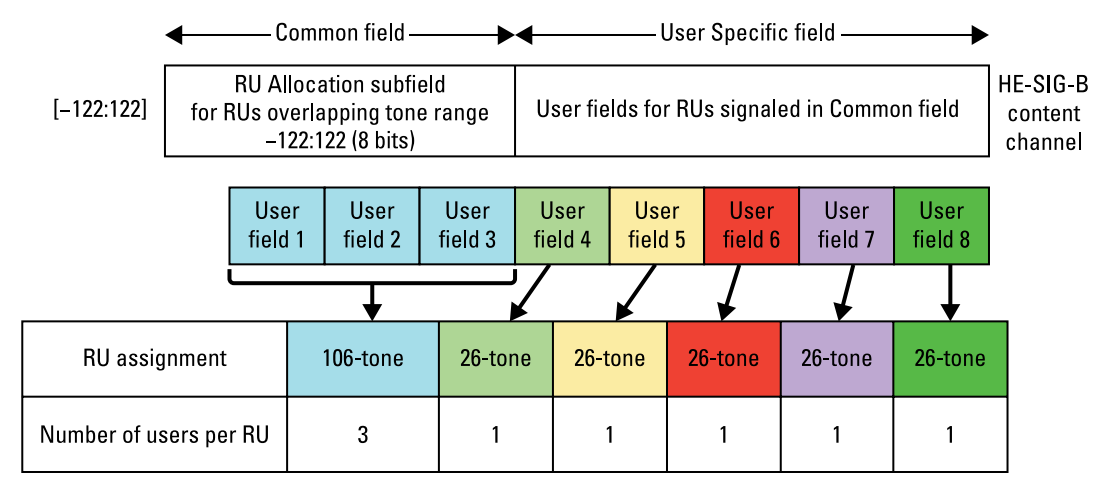 Common field
User Specific field
[–122:122]
RU Allocation subfield
for RUs overlapping tone range
–122:122 (8 bits)
User fields for RUs signaled in Common field
HE-SIG-B
content
channel
User
field 1
User
field 2
User
field 3
User
field 4
User
field 5
User
field 6
User
field 7
User
field 8
RU assignment
106-tone
26-tone
26-tone
26-tone
26-tone
26-tone
Number of users per RU
3
1
1
1
1
1